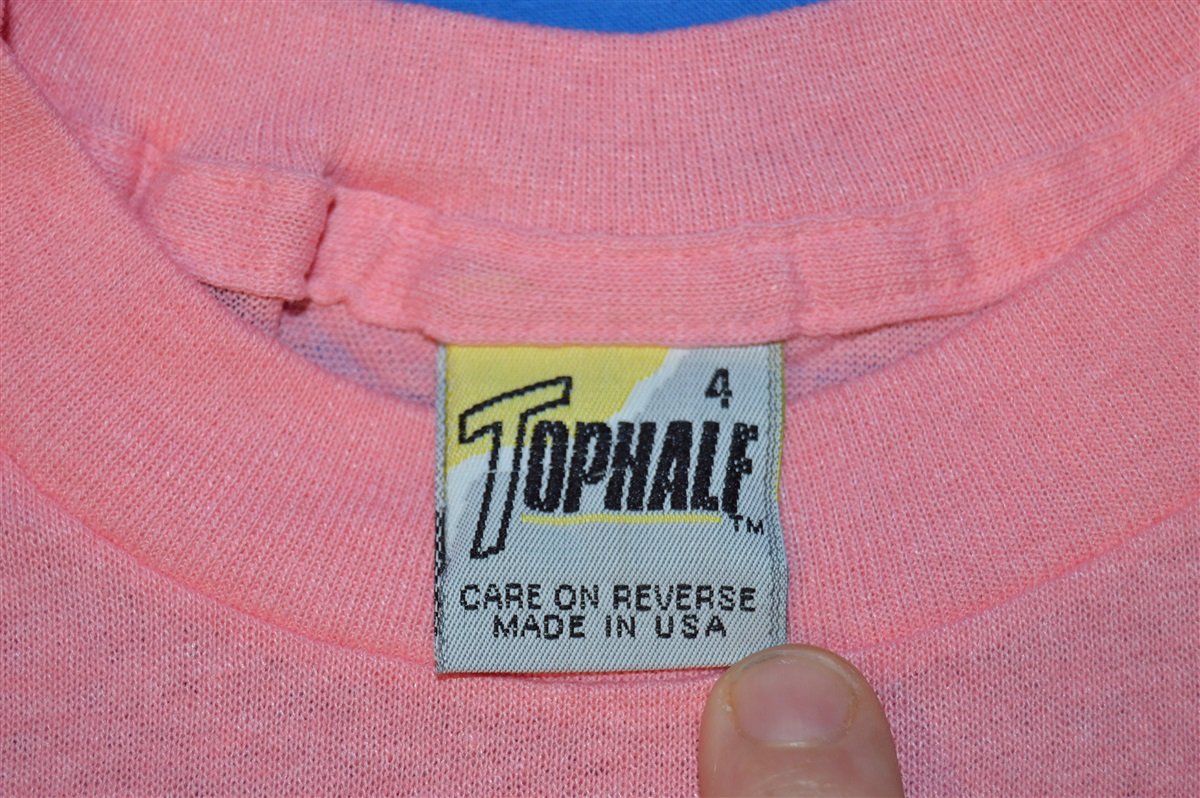 4
TOPHALF
TM
CARE ON REVERSE
MADE IN USA